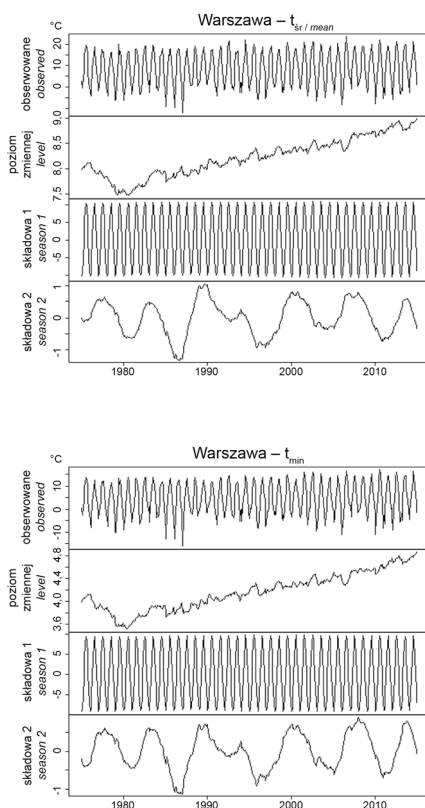 Warszawa – tśr / mean
°C
obserwowane
observed
20
10
0
poziom
zmiennej
level
9.0
8.5
8.0
7.5
składowa 1
season 1
5
0
-5
składowa 2
season 2
1
0
-1
1980 1990 2000 2010
Warszawa – tmin
°C
obserwowane
observed
10
0
-10
poziom
zmiennej
level
4.8
4.4
4.0
3.6
składowa 1
season 1
5
0
-5
składowa 2
season 2
0
-1
1980 1990 2000 2010